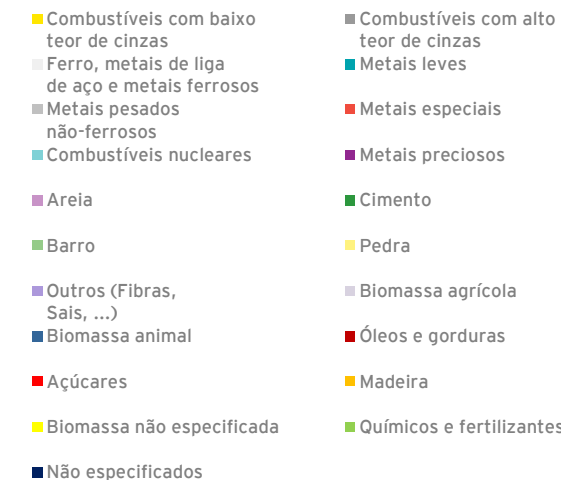 Combustíveis com baixo
teor de cinzas
Combustíveis com alto
teor de cinzas
Ferro, metais de liga
de aço e metais ferrosos
Metais leves
Metais pesados
não-ferrosos
Metais especiais
Combustíveis nucleares
Metais preciosos
Areia
Cimento
Barro
Pedra
Outros (Fibras,
Sais, ...)
Biomassa agrícola
Biomassa animal
Óleos e gorduras
Açúcares
Madeira
Biomassa não especificada
Químicos e fertilizantes
Não especificados